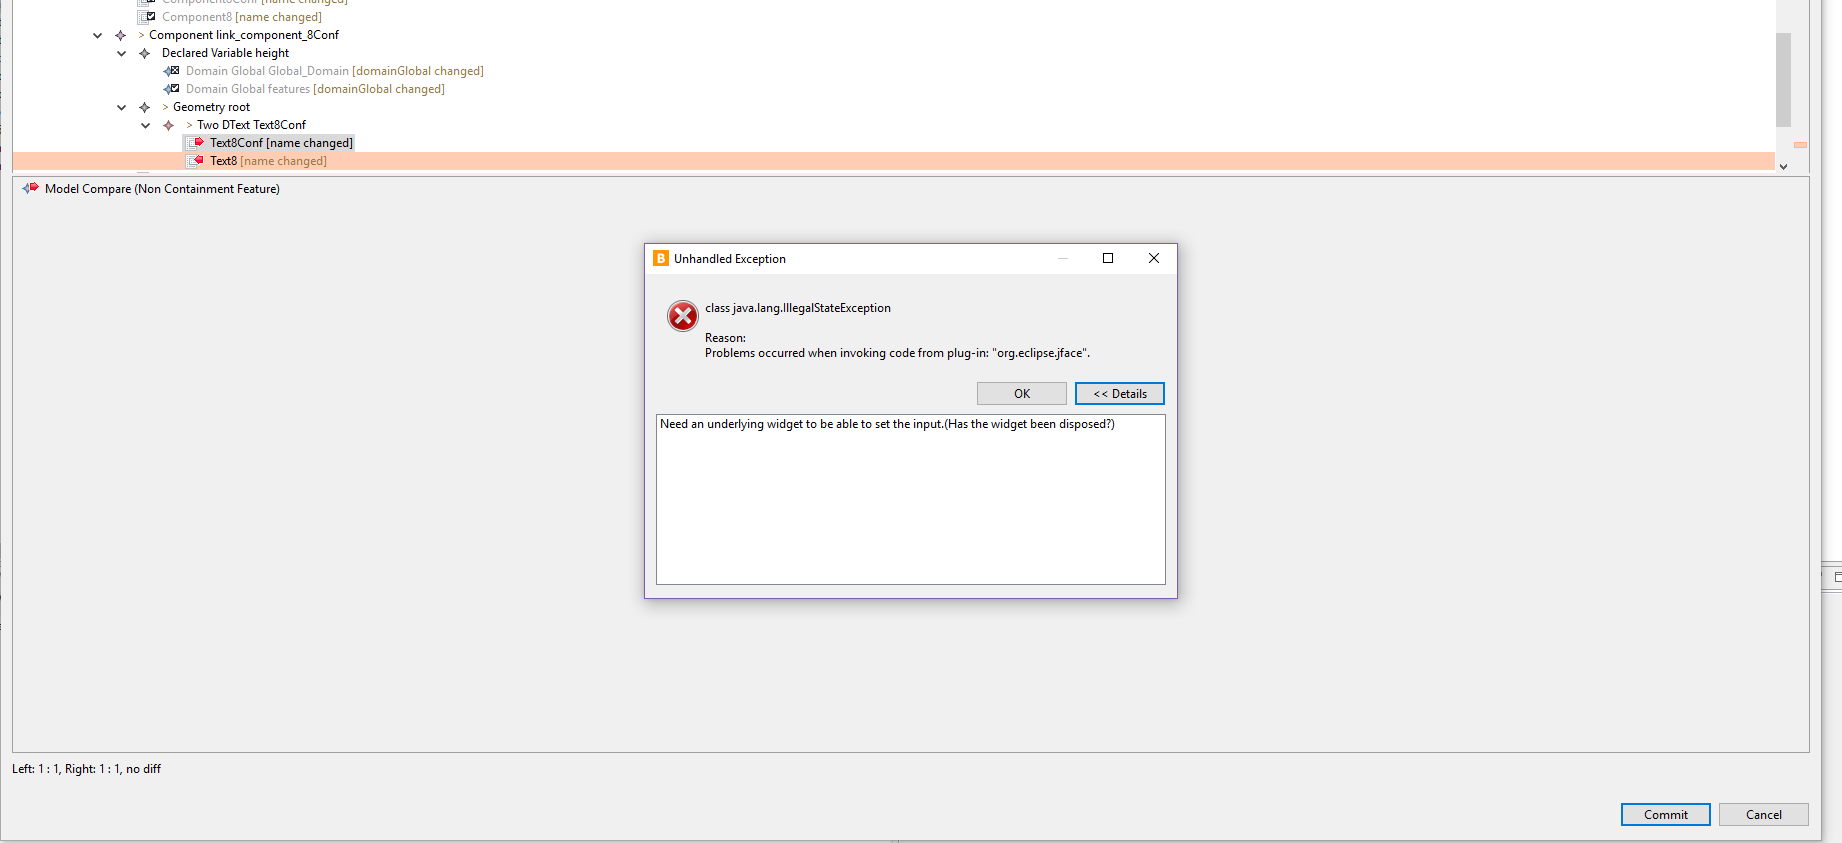 Component8Conf [name changed]
Component8 [name changed]
> Component link_component_8Conf
Declared Variable height
Domain Global Global_Domain [domainGlobal changed]
Domain Global features [domainGlobal changed]
> Geometry root
> Two DText Text8Conf
Text8Conf [name changed]
Text8 [name changed]
Model Compare (Non Containment Feature)
B Unhandled Exception
class java.lang.IllegalStateException
Reason:
Problems occurred when invoking code from plug-in: "org.eclipse.jface".
OK
<< Details
Need an underlying widget to be able to set the input.(Has the widget been disposed?)
Left: 1 : 1, Right: 1 : 1, no diff
Commit
Cancel